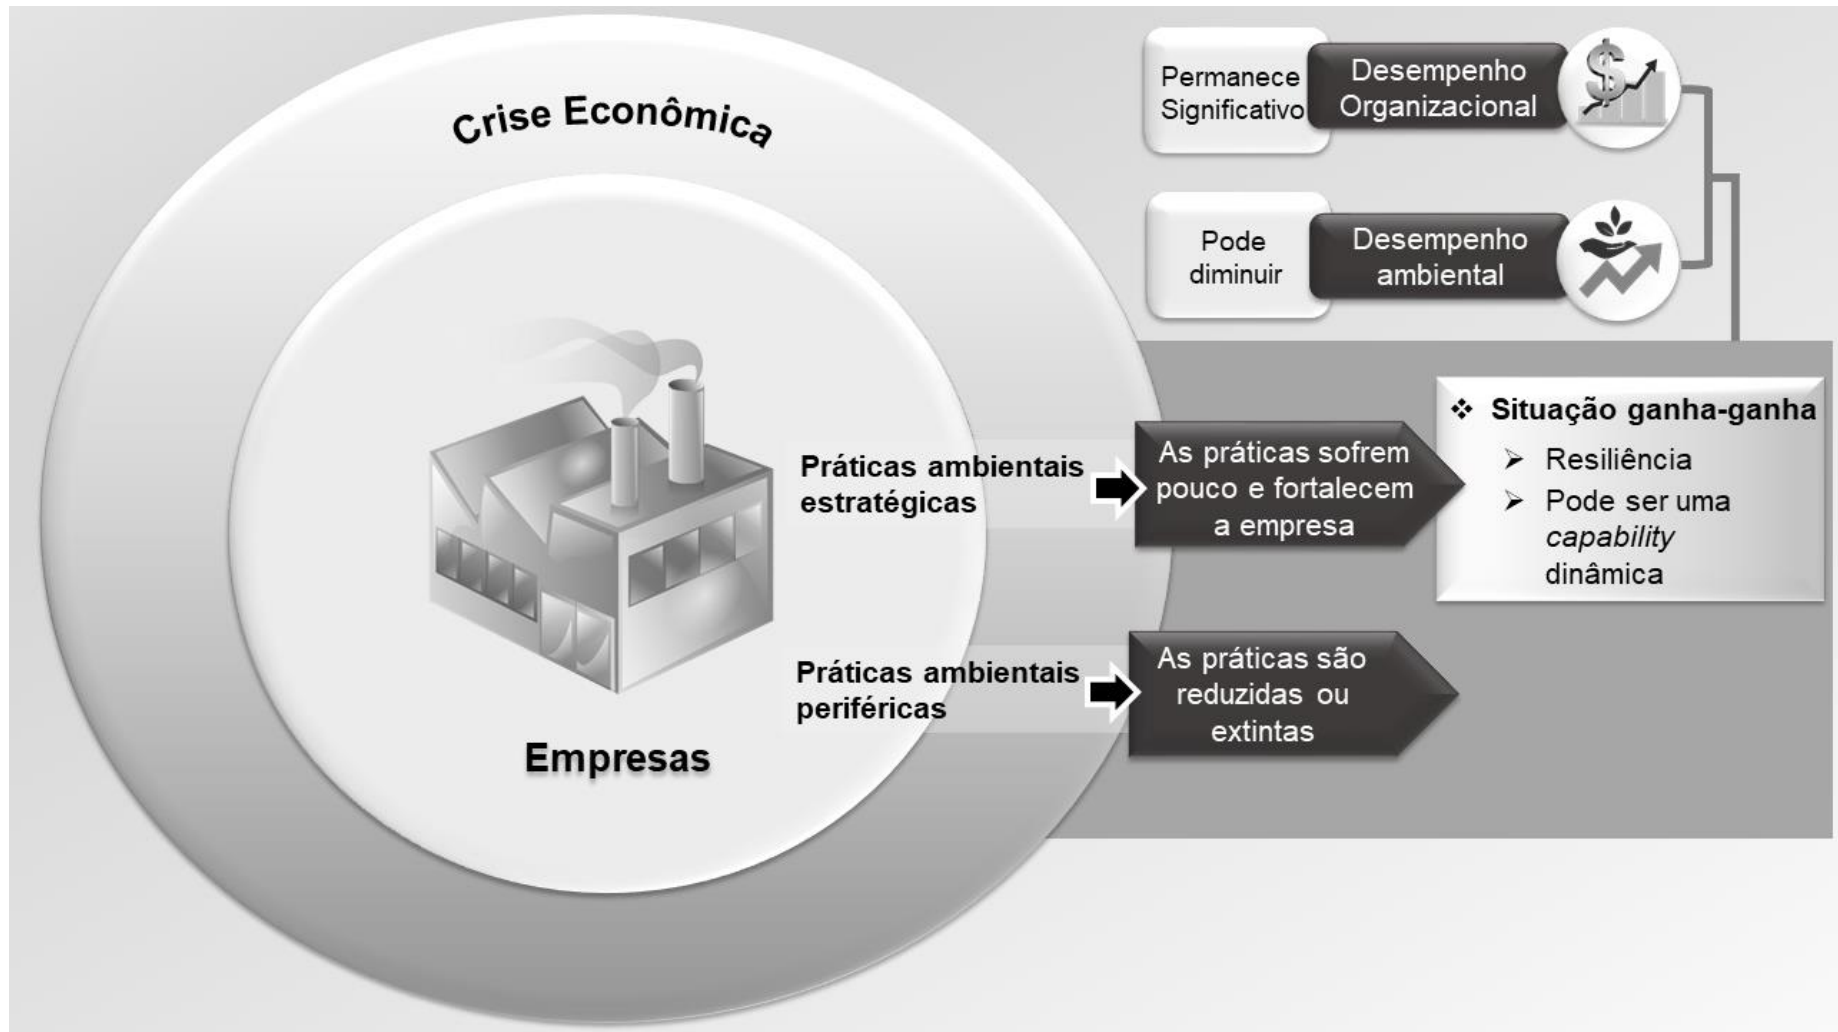 Crise Econômica
Permanece
Significativo
Desempenho
Organizacional
Pode
diminuir
Desempenho
ambiental
Práticas ambientais
estratégicas
As práticas sofrem
pouco e fortalecem
a empresa
❖ Situação ganha-ganha
➢ Resiliência
➢ Pode ser uma
capability
dinâmica
Práticas ambientais
periféricas
As práticas são
reduzidas ou
extintas
Empresas